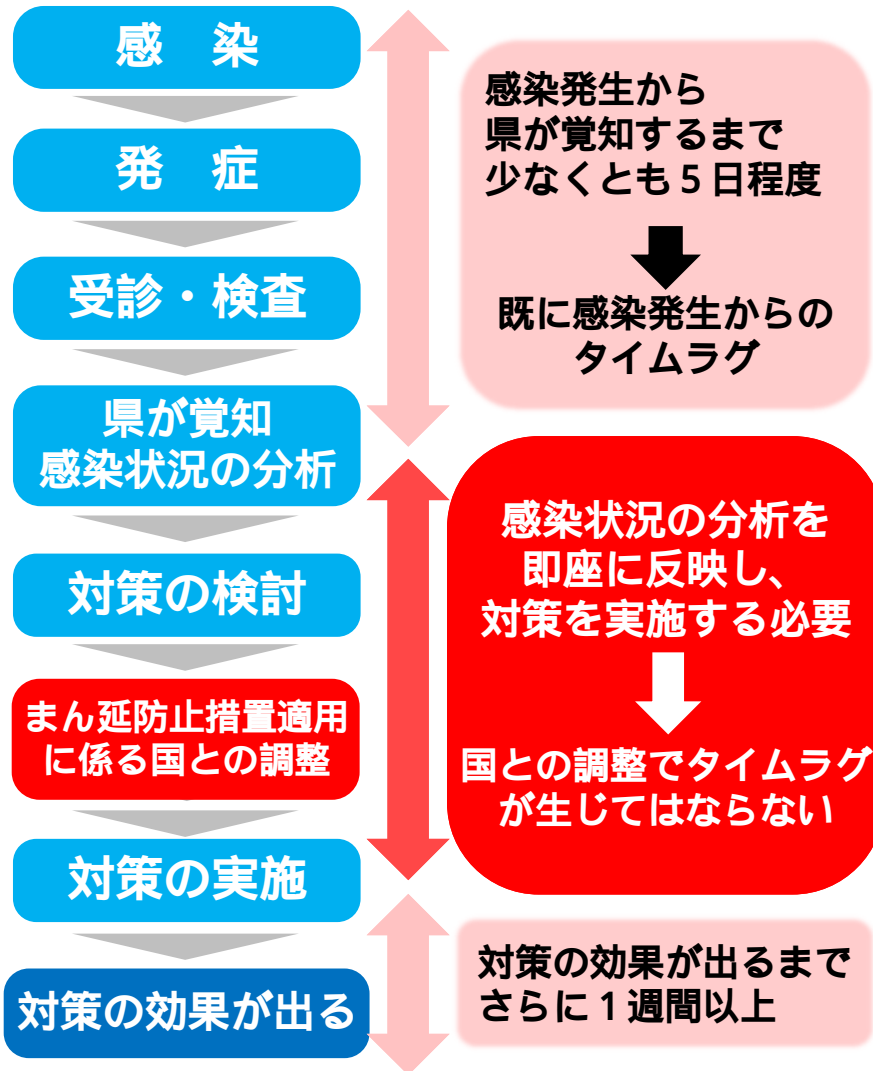 感　染
発　症
受診・検査
県が覚知
感染状況の分析
対策の検討
まん延防止措置適用
に係る国との調整
対策の実施
対策の効果が出る
感染発生から
県が覚知するまで
少なくとも５日程度
既に感染発生からの
タイムラグ
感染状況の分析を
即座に反映し、
対策を実施する必要
国との調整でタイムラグ
が生じてはならない
対策の効果が出るまで
さらに１週間以上